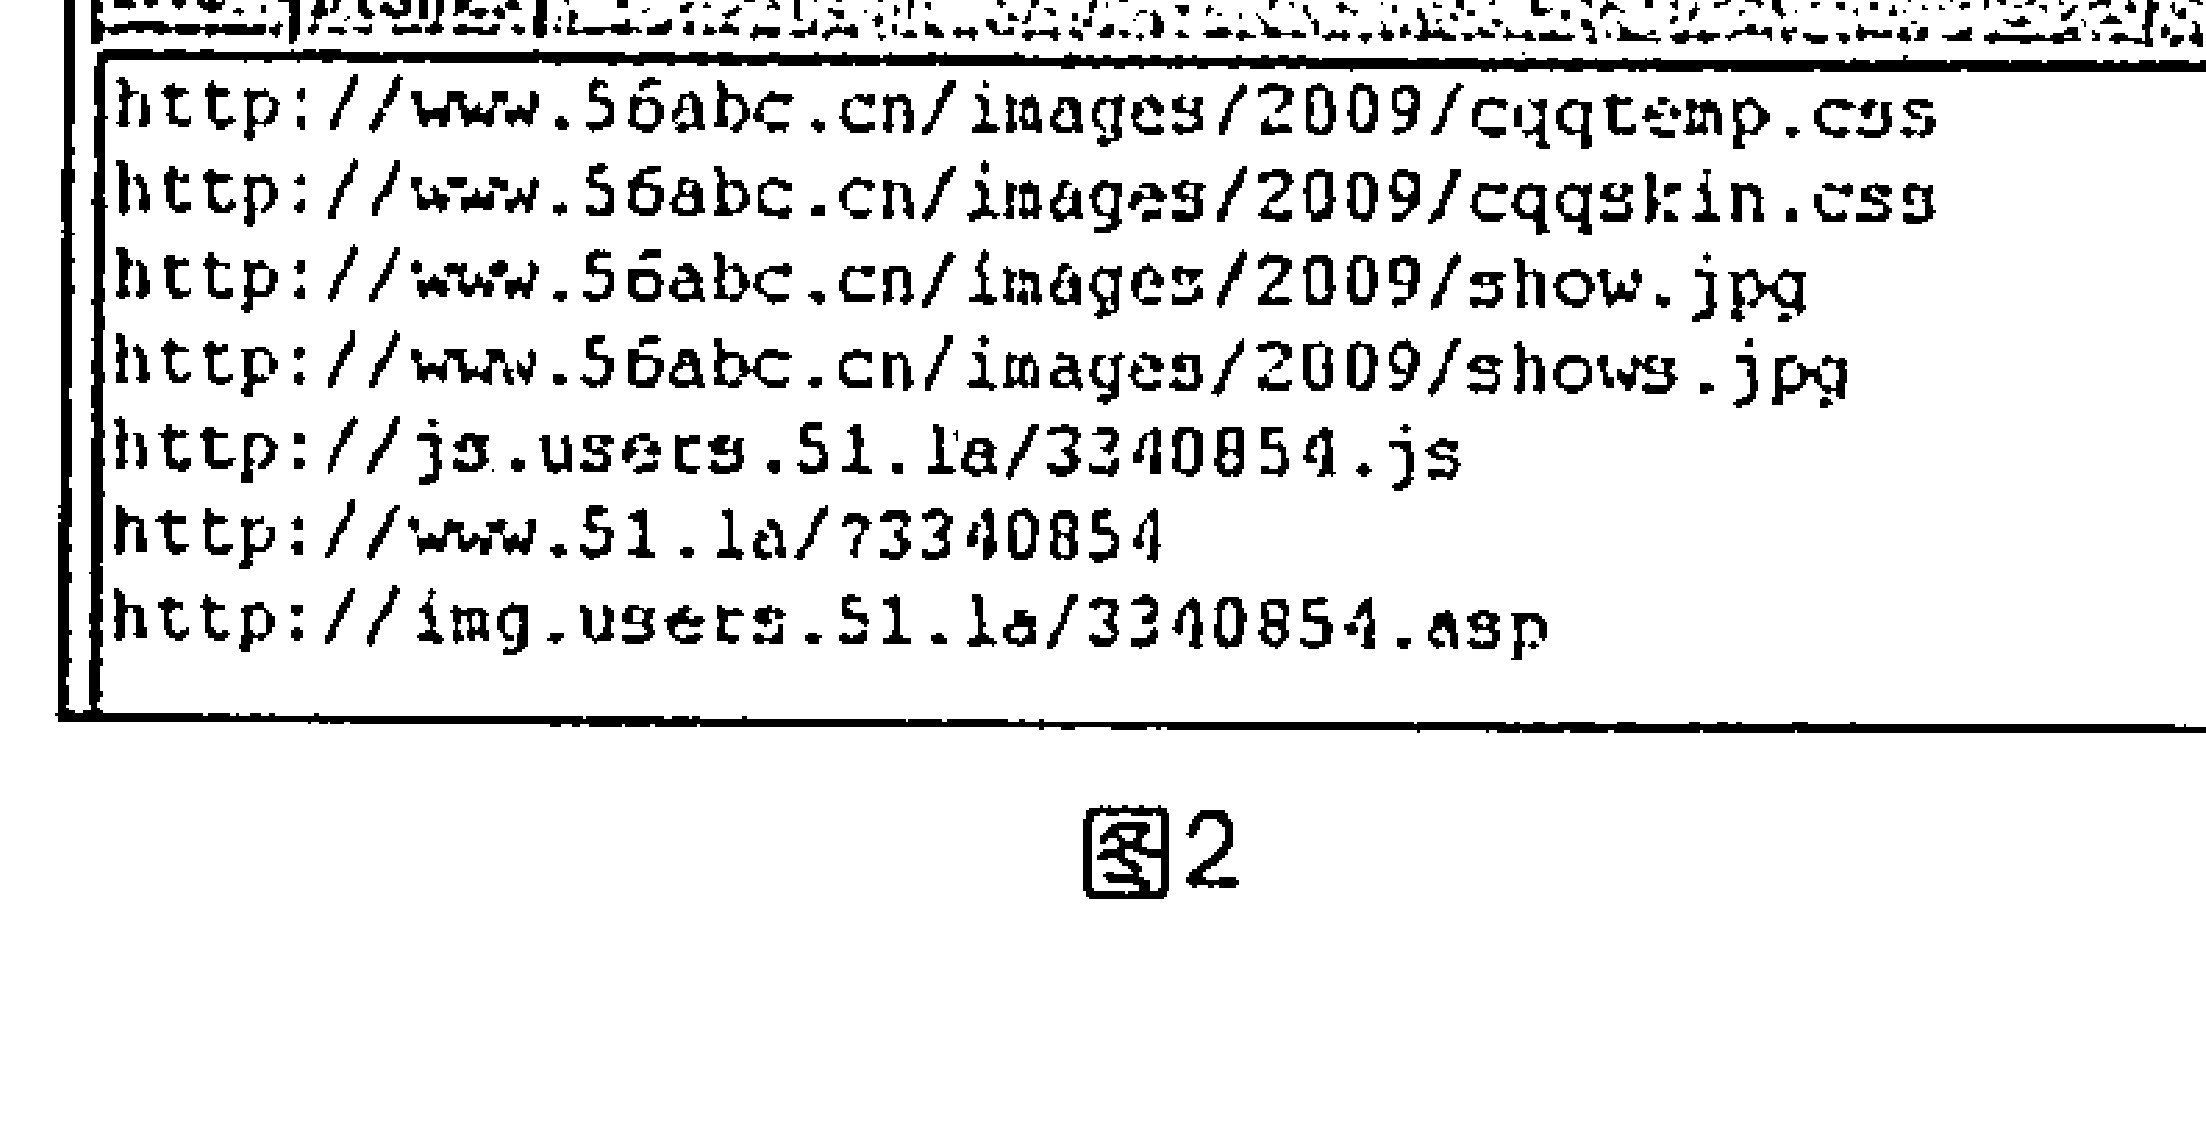 http://www.56abc.cn/images/2009/cqqtemp.css
http://www.56abc.cn/images/2009/cqqskin.css
http://www.56abc.cn/images/2009/show.jpg
http://www.56abc.cn/images/2009/shows.jpg
http://js.users.51.la/3340854.js
http://www.51.la/?3340854
http://img.users.51.la/3340854.asp
图2